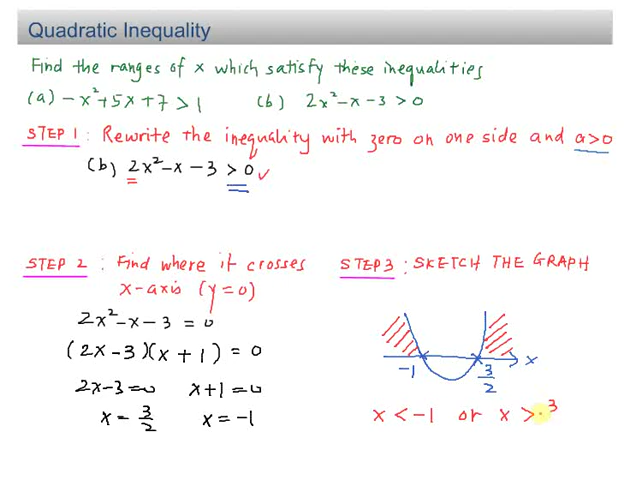 Quadratic Inequality
Find the ranges of x which satisfy these inequalities
(a) -x²+5x+7>1 (b) 2x²-x-3>0
STEP 1 : Rewrite the inequality with zero on one side and a>0
(b) 2x²-x-3>0 ✓
STEP 2 : Find where it crosses
x-axis (y=0)
2x²-x-3=0
(2x-3)(x+1)=0
2x-3=0 x+1=0
x=3/2 x=-1
STEP 3 : SKETCH THE GRAPH
x
-1 3/2
x<-1 or x>3